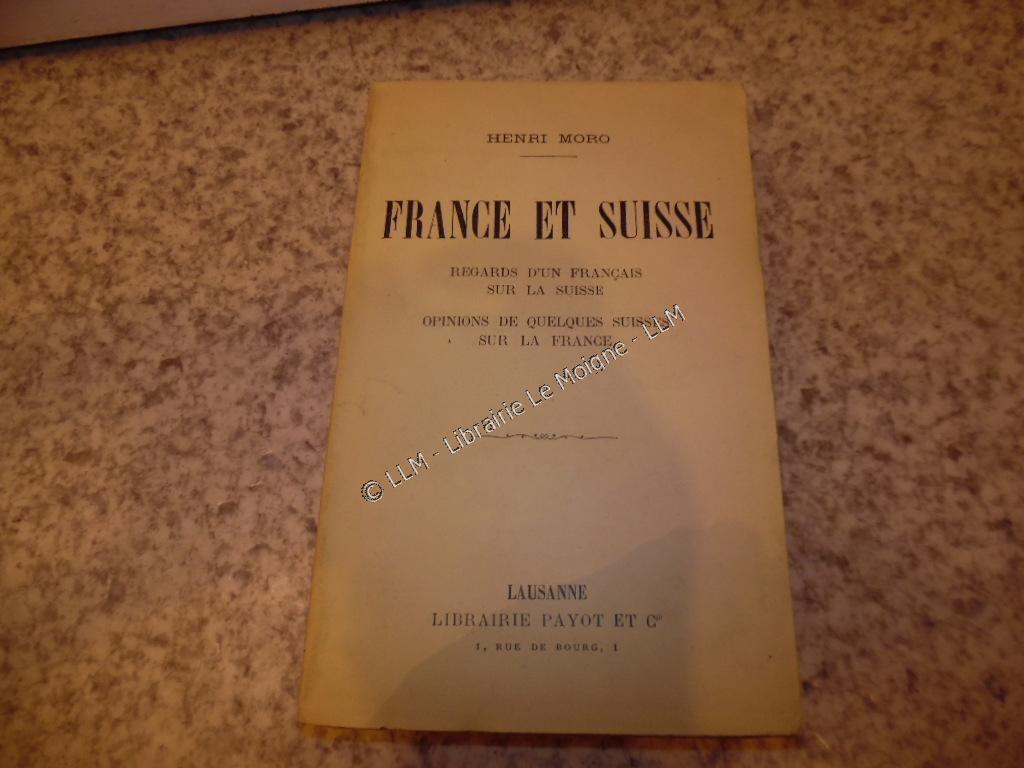 HENRI MORO
FRANCE ET SUISSE
REGARDS D'UN FRANÇAIS
SUR LA SUISSE
OPINIONS DE QUELQUES SUISSES
SUR LA FRANCE
© LLM - Librairie Le Moigne - LLM
LAUSANNE
LIBRAIRIE PAYOT ET Cie
1, RUE DE BOURG, 1